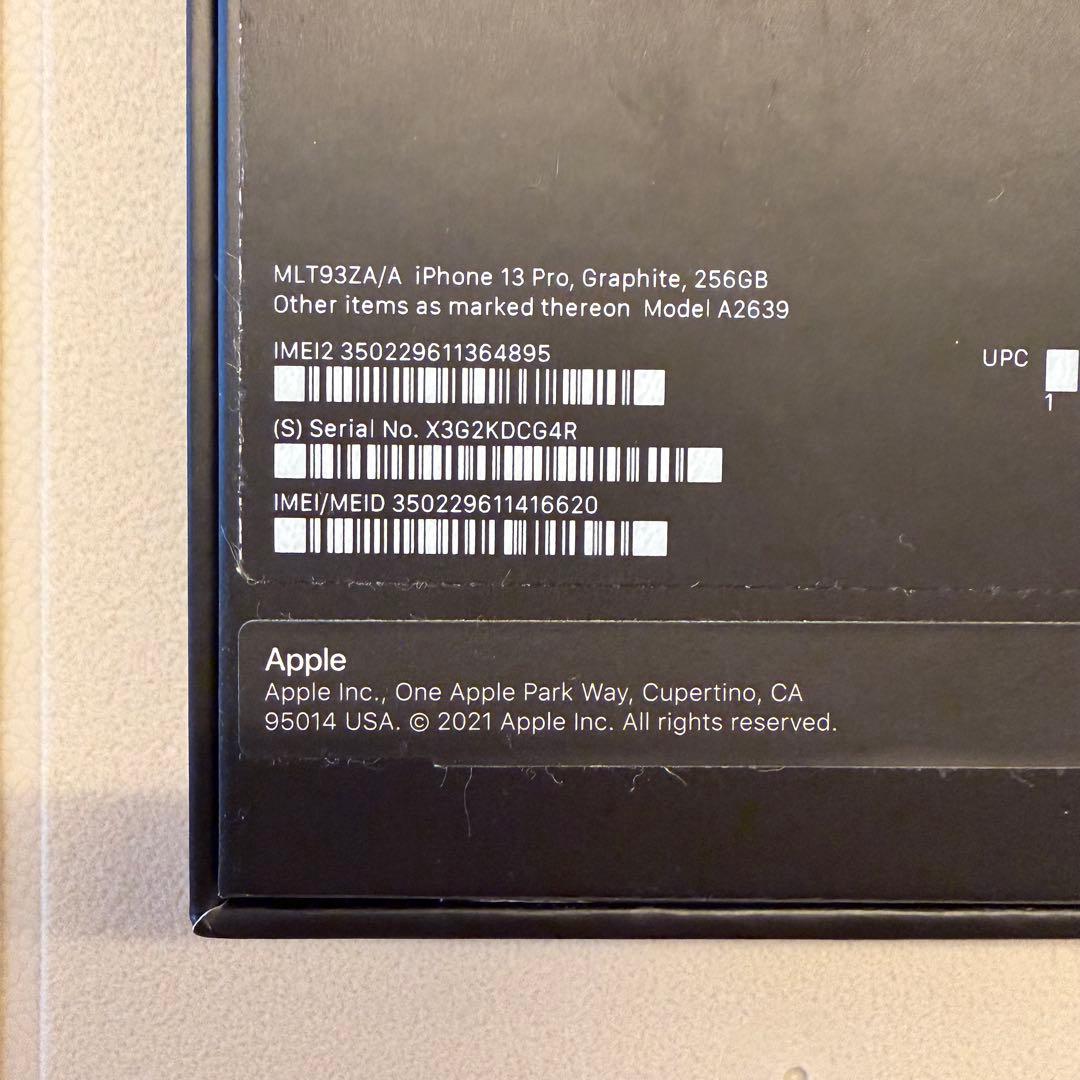 MLT93ZA/A iPhone 13 Pro, Graphite, 256GB
Other items as marked thereon Model A2639
IMEI2 350229611364895
UPC
1
(S) Serial No. X3G2KDCG4R
IMEI/MEID 350229611416620
Apple
Apple Inc., One Apple Park Way, Cupertino, CA
95014 USA. © 2021 Apple Inc. All rights reserved.